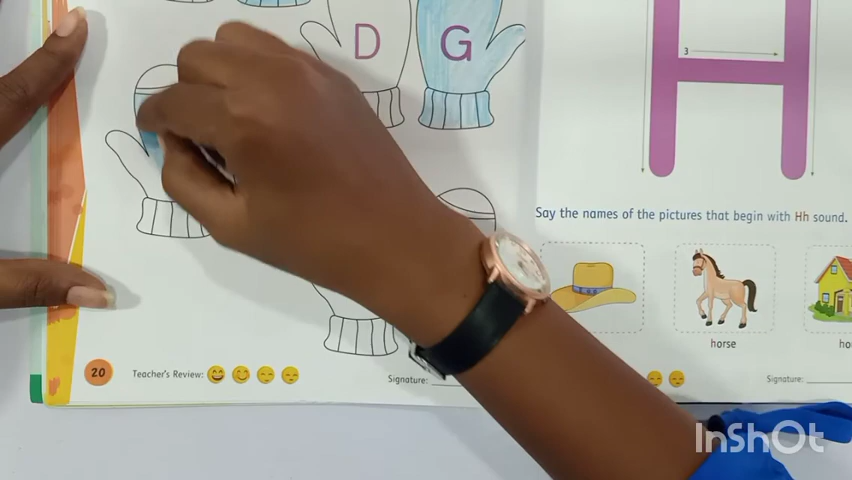 D
G
3
Say the names of the pictures that begin with Hh sound.
horse
20
Teacher's Review:
Signature:
Signature:
InShOt